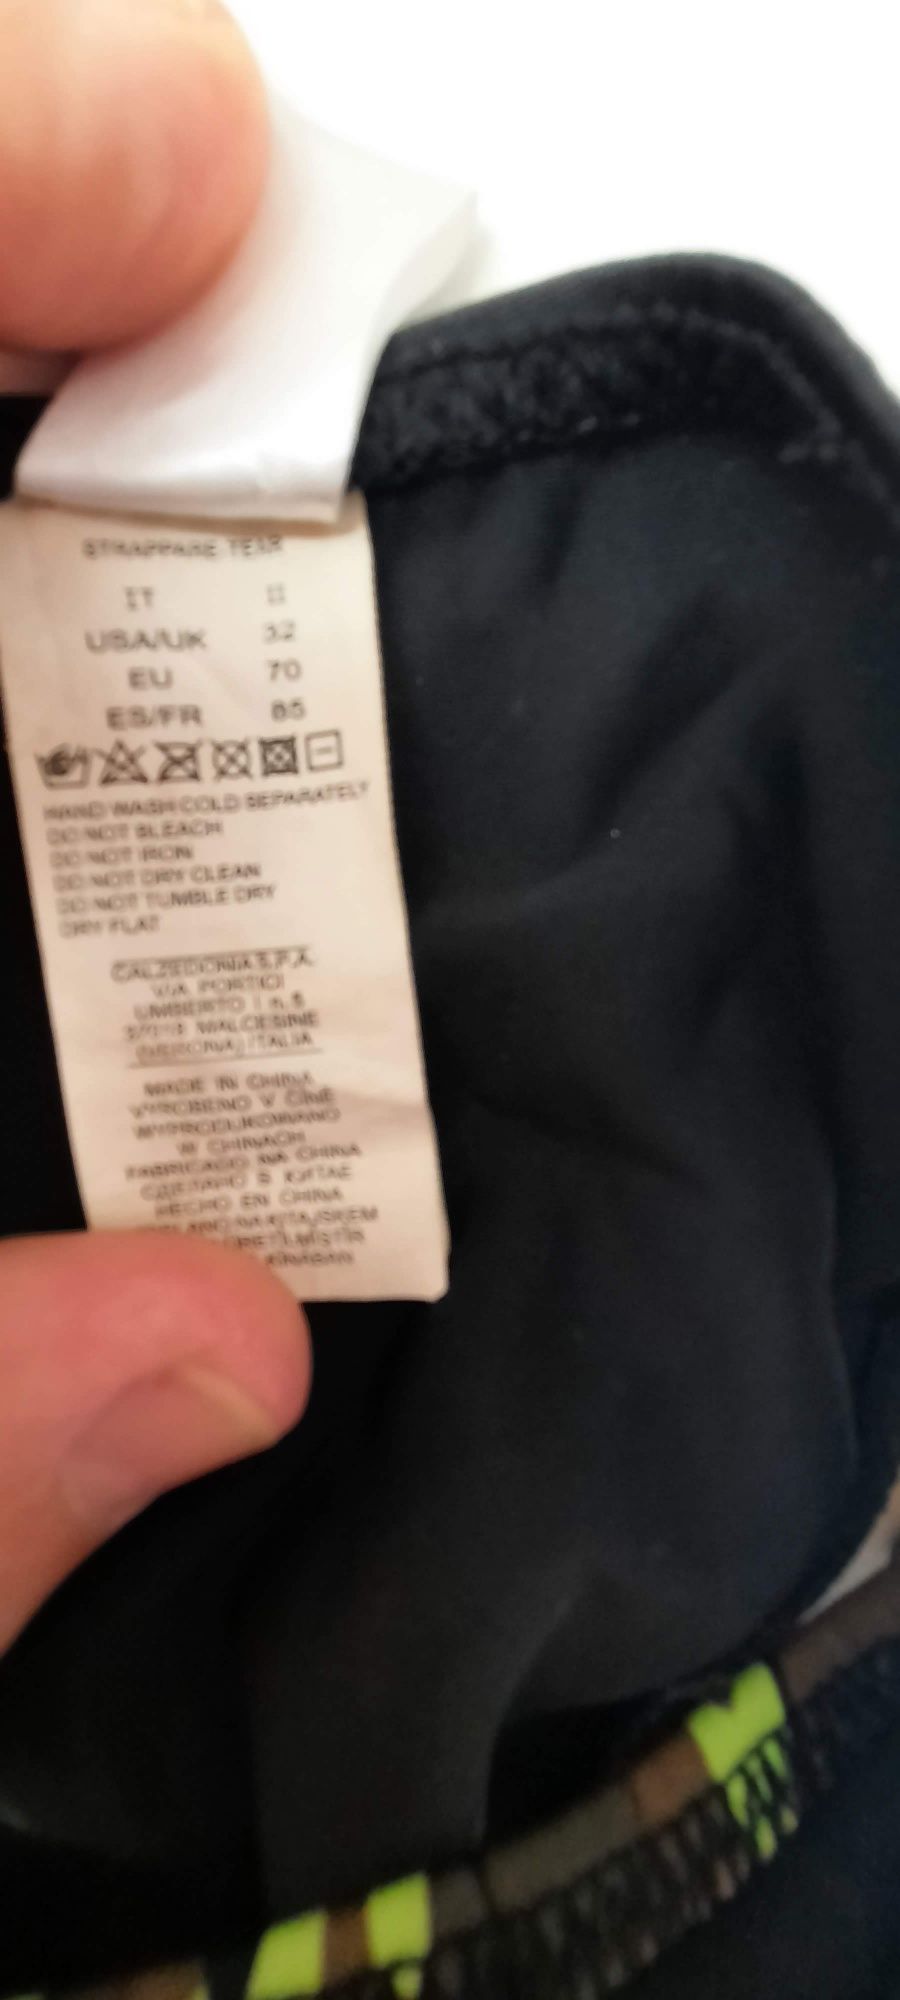 STRAPPARE-TEAR
IT II
USA/UK 32
EU 70
ES/FR 85
HAND WASH COLD SEPARATELY
DO NOT BLEACH
DO NOT IRON
DO NOT DRY CLEAN
DO NOT TUMBLE DRY
DRY FLAT
CALZEDONIA S.P.A.
VIA PORTICI
UMBERTO I n.5
MALCESINE
(VERONA) ITALIA
MADE IN CHINA
VYROBENO V ČÍNĚ
WYPRODUKOWANO
W CHINACH
FABRICADO NA CHINA
СДЕЛАНО В КИТАЕ
HECHO EN CHINA